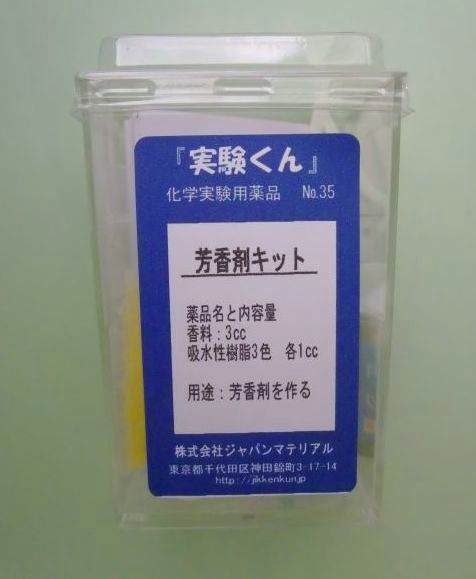 『実験くん』
化学実験用薬品 No.35
芳香剤キット
薬品名と内容量
香料：3cc
吸水性樹脂3色 各1cc
用途：芳香剤を作る
株式会社ジャパンマテリアル
東京都千代田区神田錦町3-17-14
http://jikkenkun.jp